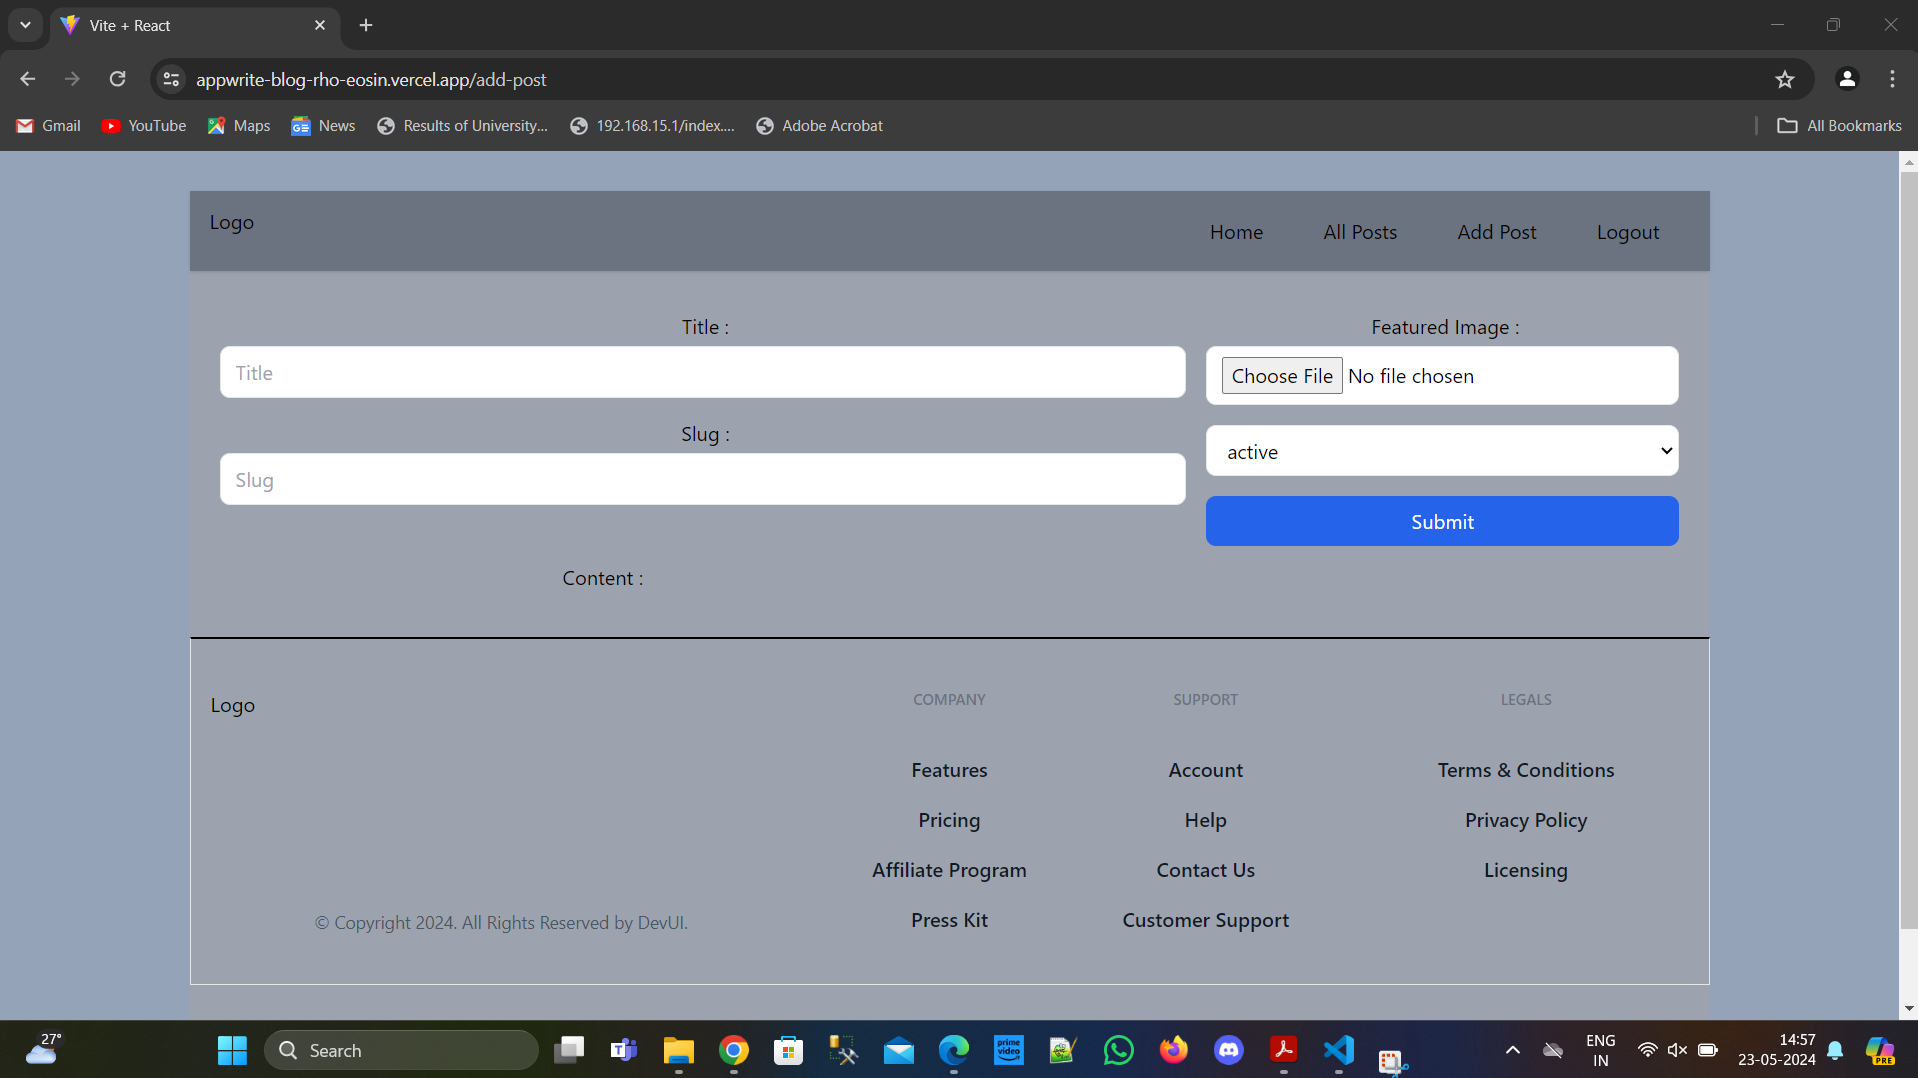 Vite + React
appwrite-blog-rho-eosin.vercel.app/add-post
Gmail YouTube Maps News Results of University... 192.168.15.1/index.... Adobe Acrobat All Bookmarks
Logo Home All Posts Add Post Logout
Title :
Title
Slug :
Slug
Content :
Featured Image :
Choose File No file chosen
active
Submit
Logo
© Copyright 2024. All Rights Reserved by DevUI.
COMPANY
Features
Pricing
Affiliate Program
Press Kit
SUPPORT
Account
Help
Contact Us
Customer Support
LEGALS
Terms & Conditions
Privacy Policy
Licensing
27°
Search
prime video
PRE
ENG
IN
14:57
23-05-2024